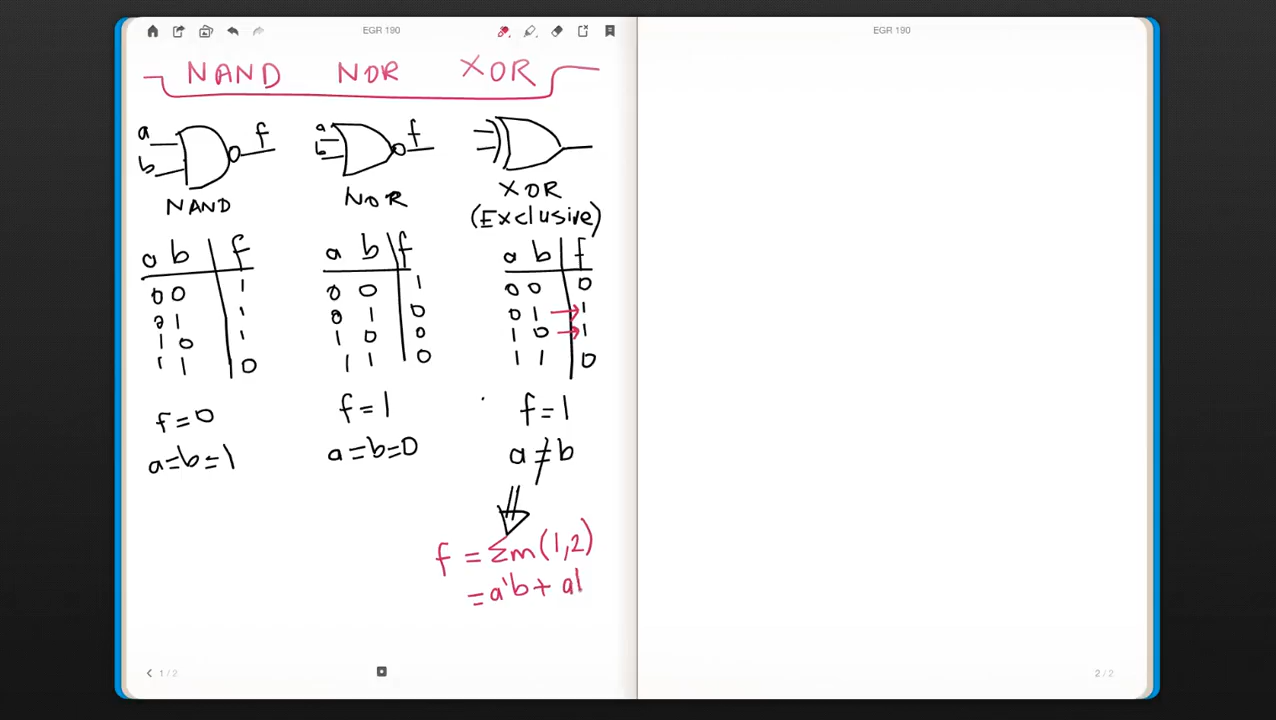 EGR 190
EGR 190
NAND NOR XOR
a
b
f
NAND
a
b
f
NOR
XOR
(Exclusive)
a b f
0 0 1
0 1 1
1 0 1
1 1 0
f=0
a=b=1
a b f
0 0 1
0 1 0
1 0 0
1 1 0
f=1
a=b=0
a b f
0 0 0
0 1 → 1
1 0 → 1
1 1 0
f=1
a≠b
f = Σm(1,2)
= a'b + al
1 / 2
2 / 2